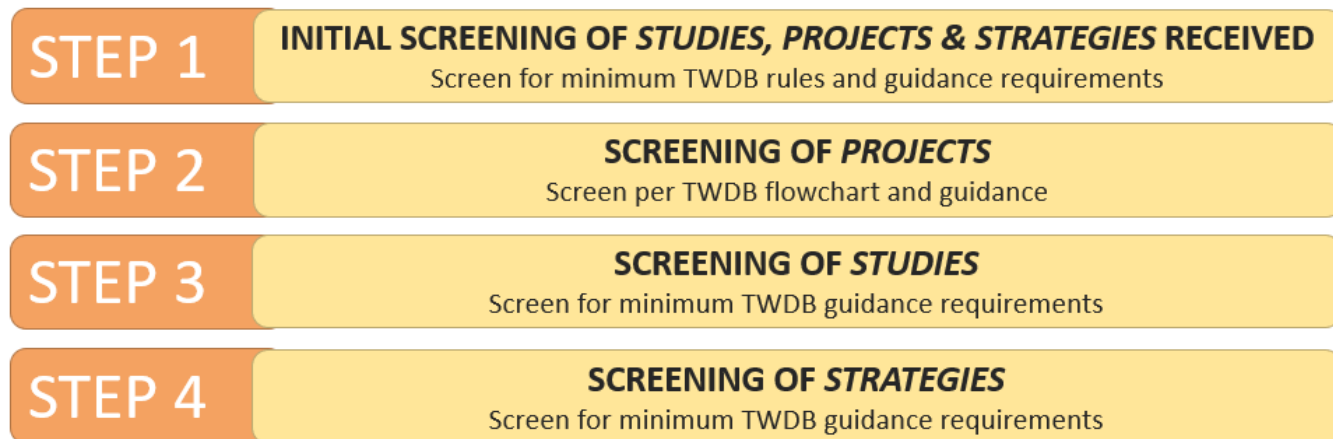 STEP 1
INITIAL SCREENING OF STUDIES, PROJECTS & STRATEGIES RECEIVED
Screen for minimum TWDB rules and guidance requirements
STEP 2
SCREENING OF PROJECTS
Screen per TWDB flowchart and guidance
STEP 3
SCREENING OF STUDIES
Screen for minimum TWDB guidance requirements
STEP 4
SCREENING OF STRATEGIES
Screen for minimum TWDB guidance requirements